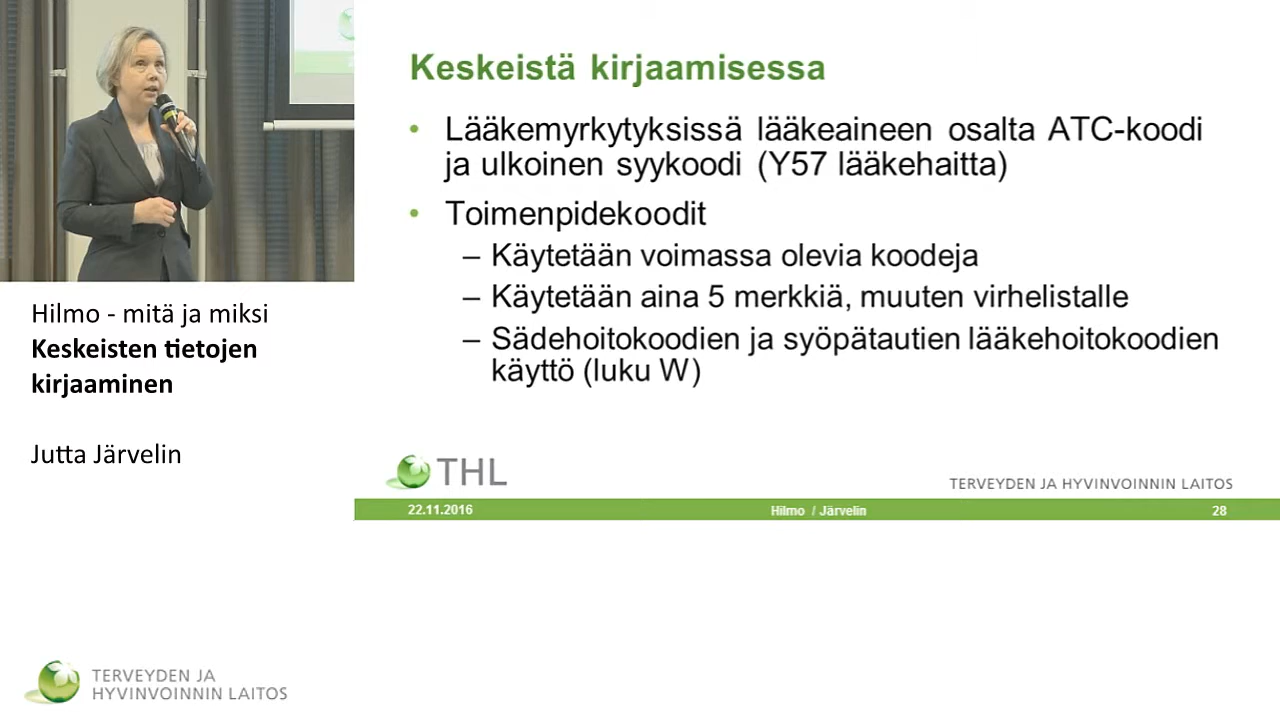 Keskeistä kirjaamisessa
• Lääkemyrkytyksissä lääkeaineen osalta ATC-koodi
ja ulkoinen syykoodi (Y57 lääkehaitta)
• Toimenpidekoodit
– Käytetään voimassa olevia koodeja
– Käytetään aina 5 merkkiä, muuten virhelistalle
– Sädehoitokoodien ja syöpätautien lääkehoitokoodien
käyttö (luku W)
THL
TERVEYDEN JA HYVINVOINNIN LAITOS
22.11.2016 Hilmo / Järvelin 28
Hilmo - mitä ja miksi
Keskeisten tietojen
kirjaaminen
Jutta Järvelin
TERVEYDEN JA
HYVINVOINNIN LAITOS